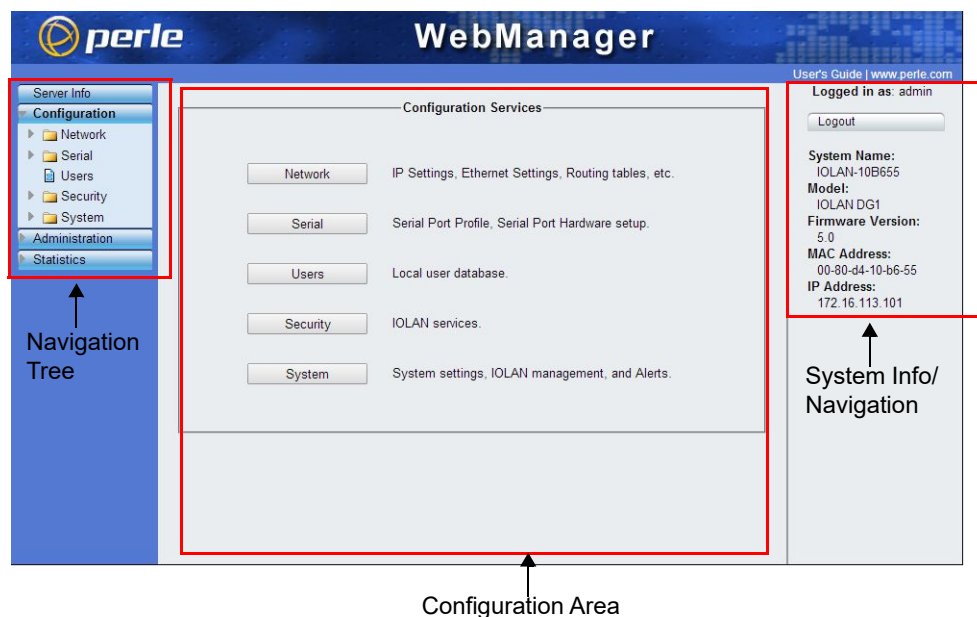 perle
WebManager
User's Guide | www.perle.com
Server Info
Configuration
Network
Serial
Users
Security
System
Administration
Statistics
Navigation
Tree
Configuration Services
Network IP Settings, Ethernet Settings, Routing tables, etc.
Serial Serial Port Profile, Serial Port Hardware setup.
Users Local user database.
Security IOLAN services.
System System settings, IOLAN management, and Alerts.
Logged in as: admin
Logout
System Name:
IOLAN-10B655
Model:
IOLAN DG1
Firmware Version:
5.0
MAC Address:
00-80-d4-10-b6-55
IP Address:
172.16.113.101
System Info/
Navigation
Configuration Area